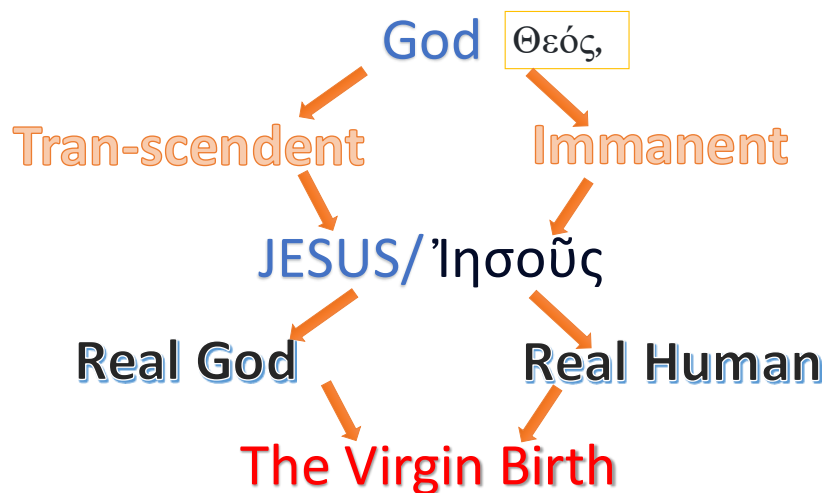 God Θεός,
Tran-scendent Immanent
JESUS/ Ἰησοῦς
Real God Real Human
The Virgin Birth